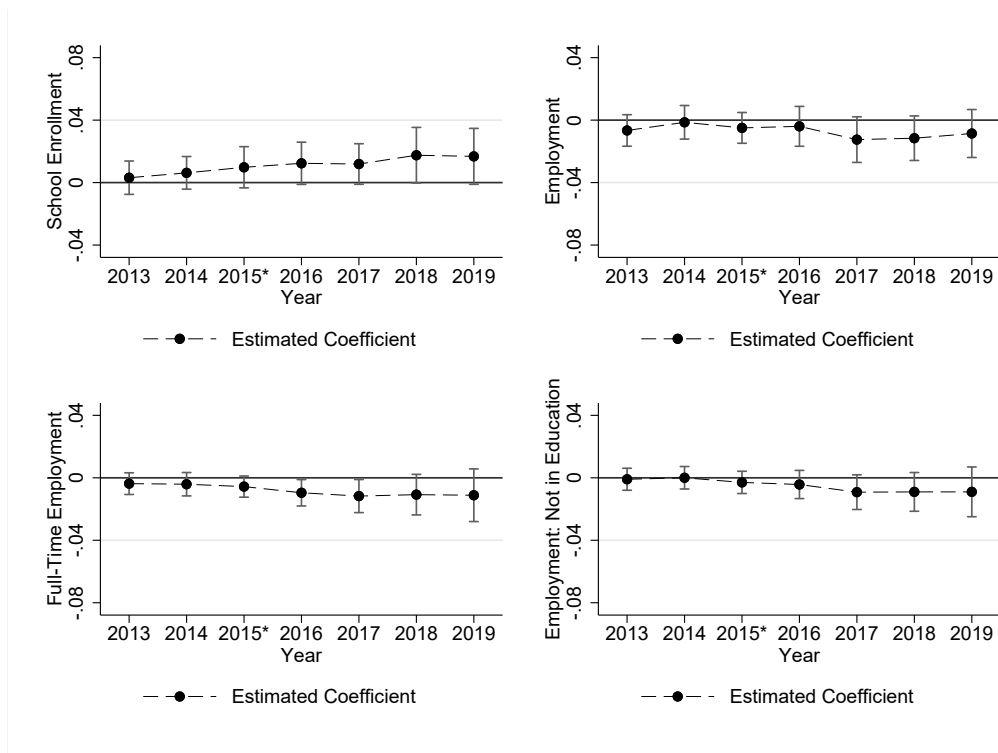 School Enrollment
.08
.04
0
-.04
2013 2014 2015* 2016 2017 2018 2019
Year
Estimated Coefficient
Employment
.04
0
-.04
-.08
2013 2014 2015* 2016 2017 2018 2019
Year
Estimated Coefficient
Full-Time Employment
.04
0
-.04
-.08
2013 2014 2015* 2016 2017 2018 2019
Year
Estimated Coefficient
Employment: Not in Education
.04
0
-.04
-.08
2013 2014 2015* 2016 2017 2018 2019
Year
Estimated Coefficient